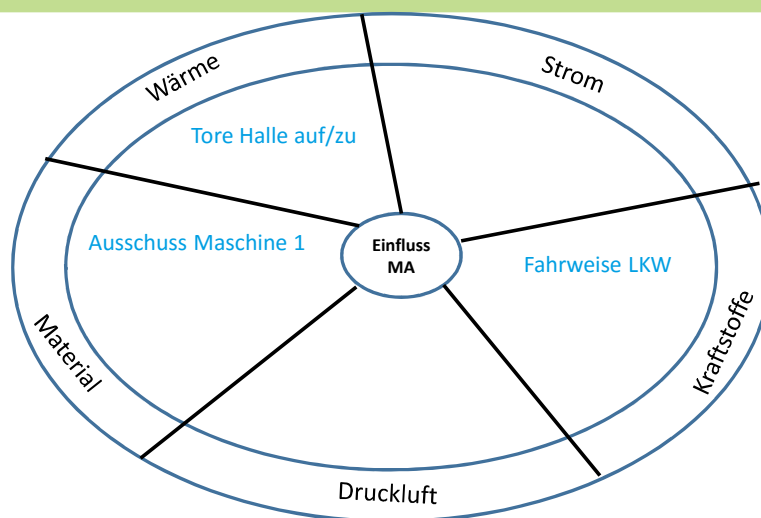 Wärme
Strom
Tore Halle auf/zu
Ausschuss Maschine 1
Einfluss
MA
Fahrweise LKW
Material
Kraftstoffe
Druckluft